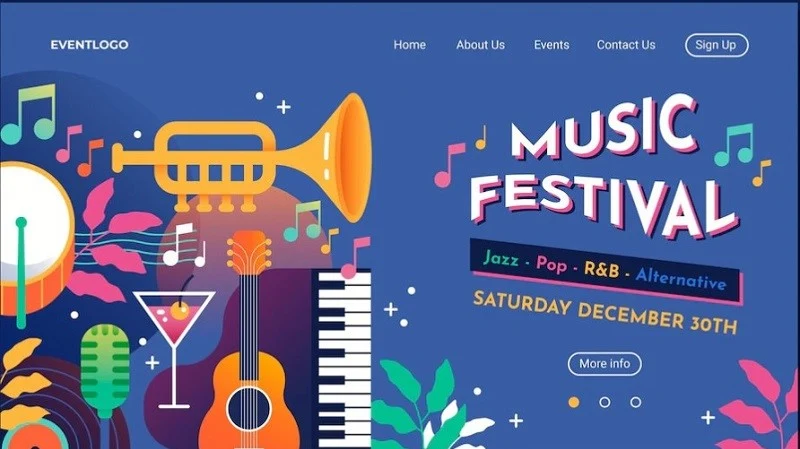 EVENTLOGO
Home
About Us
Events
Contact Us
Sign Up
MUSIC
FESTIVAL
Jazz - Pop - R&B - Alternative
SATURDAY DECEMBER 30TH
More info